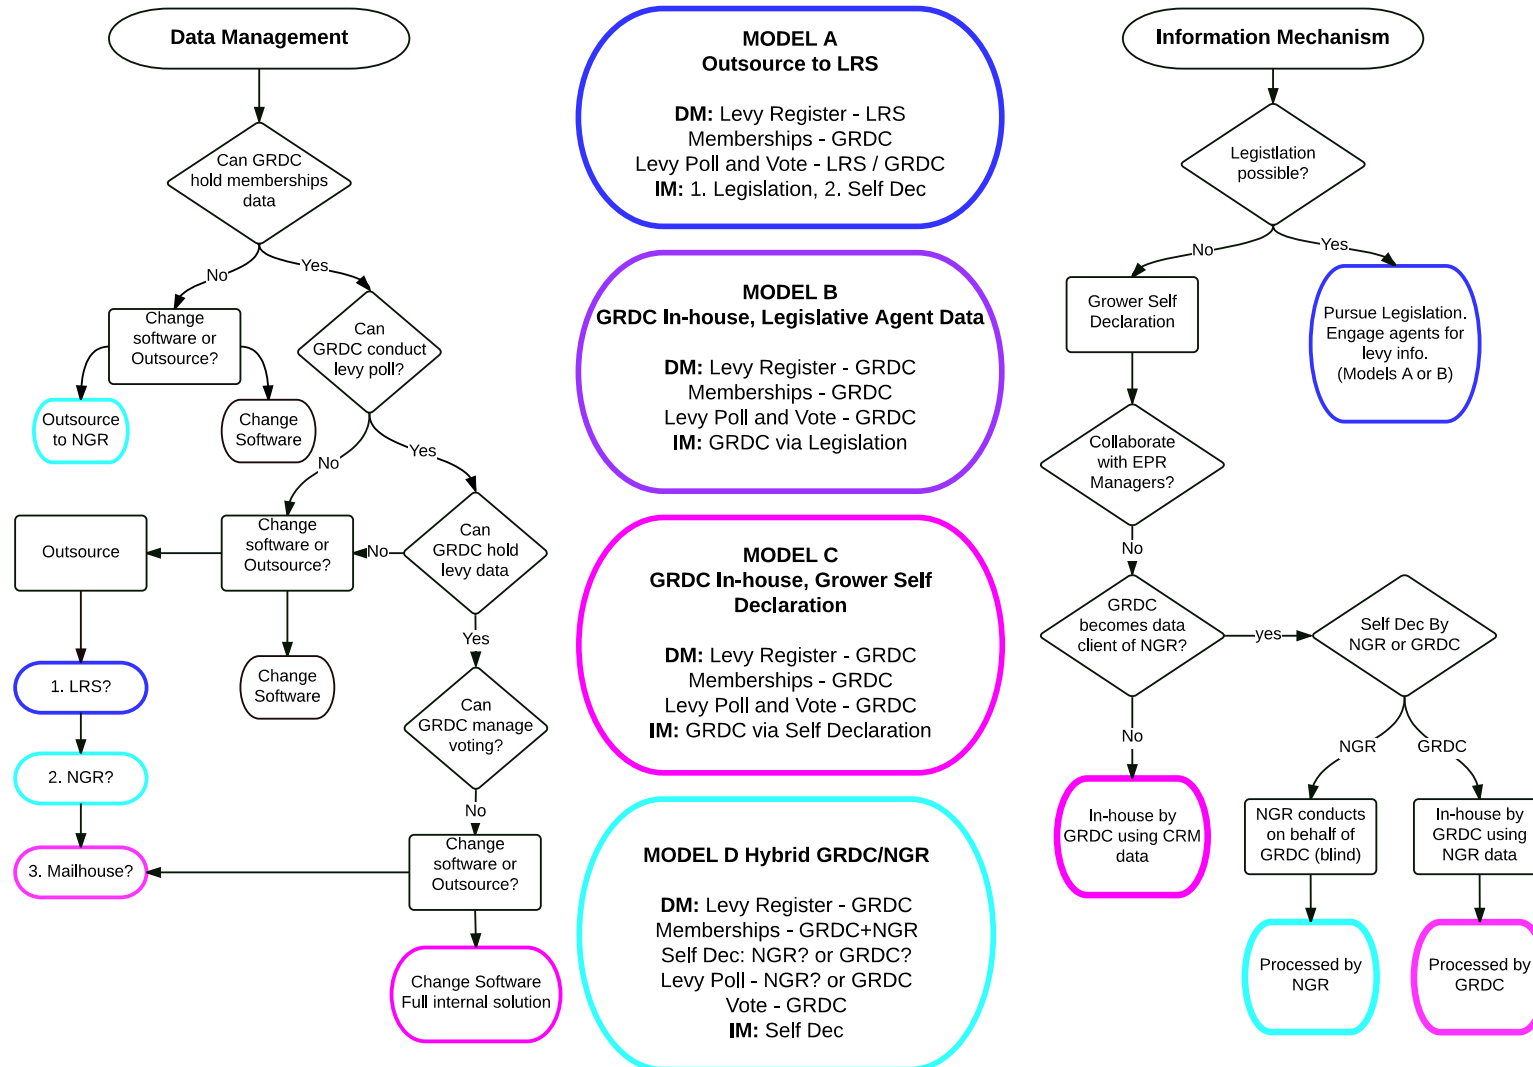 Data Management
Can GRDC
hold memberships
data
No
Yes
Change
software or
Outsource?
Can
GRDC conduct
levy poll?
Outsource
to NGR
Change
Software
No
Yes
Outsource
Change
software or
Outsource?
No
Can
GRDC hold
levy data
Yes
1. LRS?
Change
Software
Can
GRDC manage
voting?
2. NGR?
No
3. Mailhouse?
Change
software or
Outsource?
Change Software
Full internal solution
MODEL A
Outsource to LRS
DM: Levy Register - LRS
Memberships - GRDC
Levy Poll and Vote - LRS / GRDC
IM: 1. Legislation, 2. Self Dec
MODEL B
GRDC In-house, Legislative Agent Data
DM: Levy Register - GRDC
Memberships - GRDC
Levy Poll and Vote - GRDC
IM: GRDC via Legislation
MODEL C
GRDC In-house, Grower Self
Declaration
DM: Levy Register - GRDC
Memberships - GRDC
Levy Poll and Vote - GRDC
IM: GRDC via Self Declaration
MODEL D Hybrid GRDC/NGR
DM: Levy Register - GRDC
Memberships - GRDC+NGR
Self Dec: NGR? or GRDC?
Levy Poll - NGR? or GRDC
Vote - GRDC
IM: Self Dec
Information Mechanism
Legistlation
possible?
No
Yes
Grower Self
Declaration
Pursue Legislation.
Engage agents for
levy info.
(Models A or B)
Collaborate
with EPR
Managers?
No
GRDC
becomes data
client of NGR?
yes
Self Dec By
NGR or GRDC
No
NGR
GRDC
In-house by
GRDC using CRM
data
NGR conducts
on behalf of
GRDC (blind)
In-house by
GRDC using
NGR data
Processed by
NGR
Processed by
GRDC